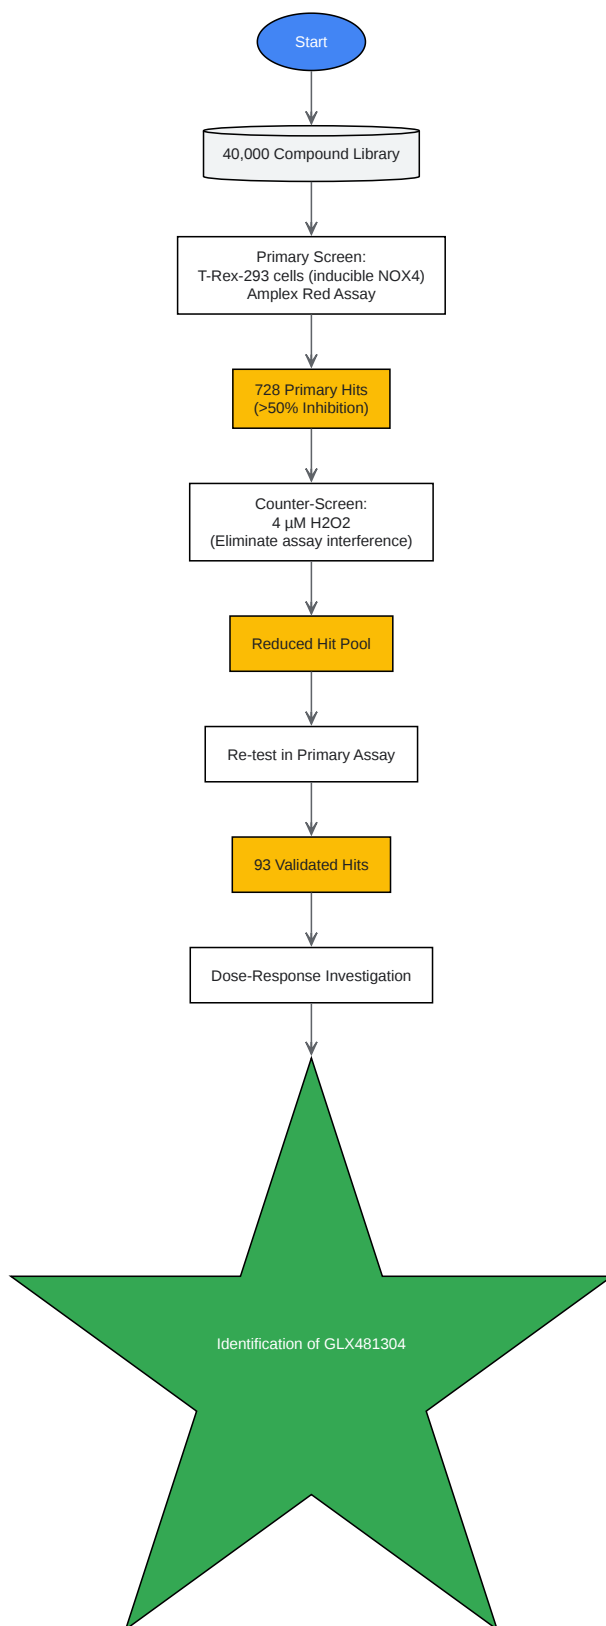 Start
40,000 Compound Library
Primary Screen:
T-Rex-293 cells (inducible NOX4)
Amplex Red Assay
728 Primary Hits
(>50% Inhibition)
Counter-Screen:
4 µM H2O2
(Eliminate assay interference)
Reduced Hit Pool
Re-test in Primary Assay
93 Validated Hits
Dose-Response Investigation
Identification of GLX481304